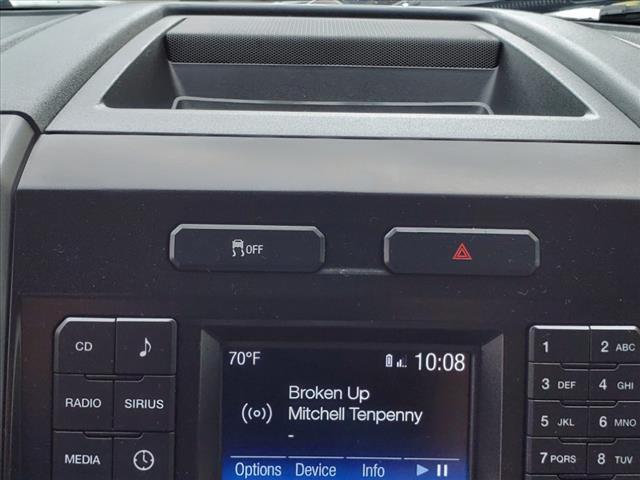 OFF
CD
RADIO SIRIUS
MEDIA
70°F 10:08
Broken Up
Mitchell Tenpenny
-
Options Device Info
1 2 ABC
3 DEF 4 GHI
5 JKL 6 MNO
7 PQRS 8 TUV